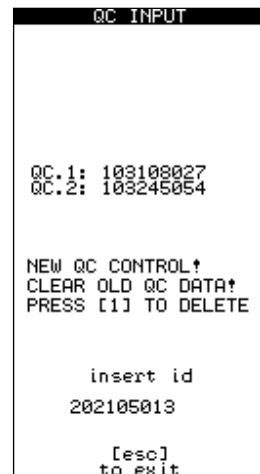 QC INPUT
QC.1: 103108027
QC.2: 103245054
NEW QC CONTROL!
CLEAR OLD QC DATA!
PRESS [1] TO DELETE
insert id
202105013
[esc]
to exit